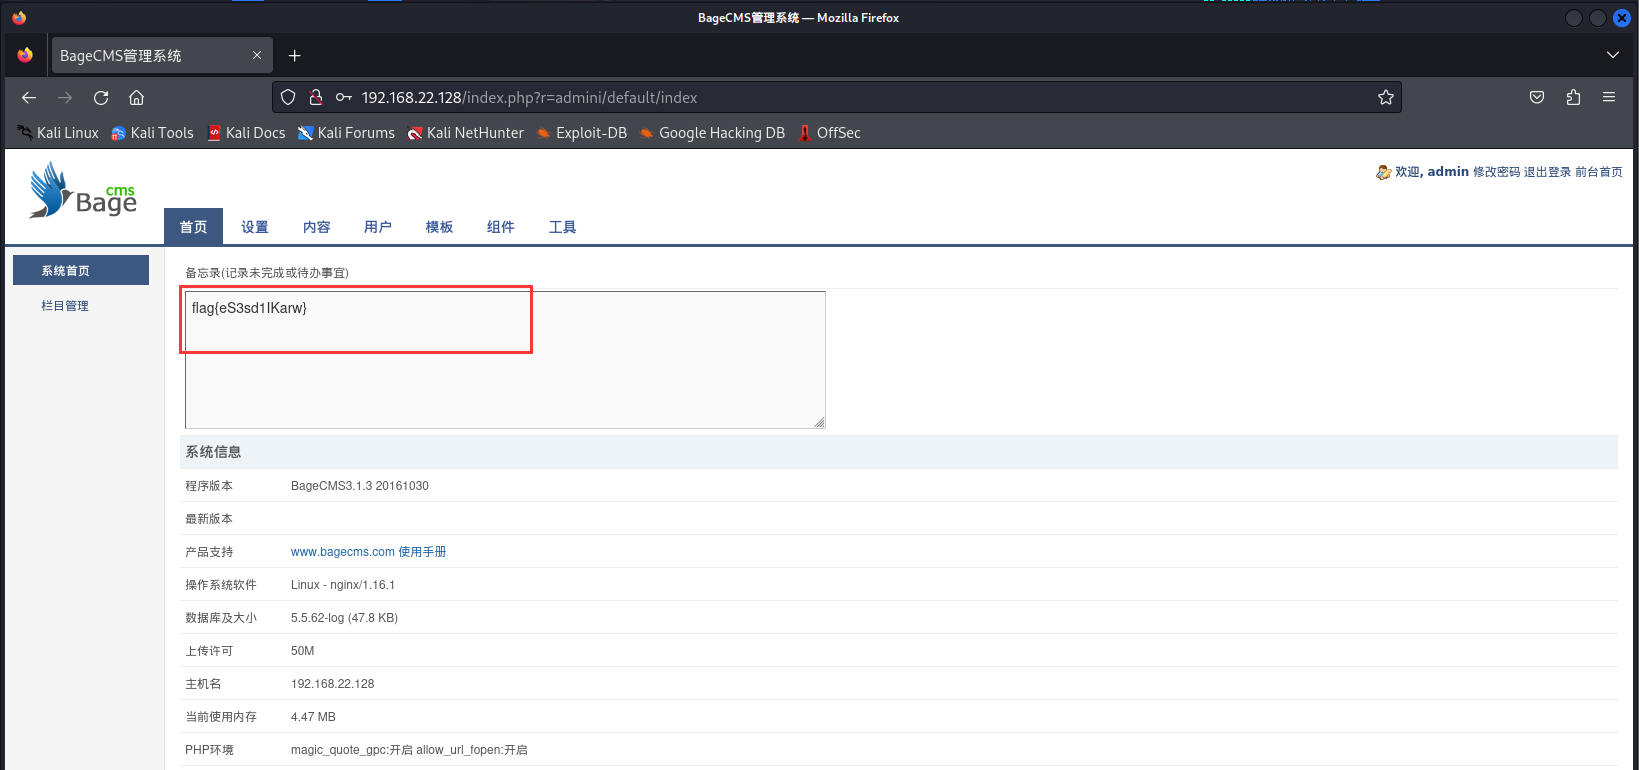 BageCMS管理系统 — Mozilla Firefox
BageCMS管理系统
192.168.22.128/index.php?r=admini/default/index
Kali Linux Kali Tools Kali Docs Kali Forums Kali NetHunter Exploit-DB Google Hacking DB OffSec
Bage cms
欢迎, admin 修改密码 退出登录 前台首页
首页 设置 内容 用户 模板 组件 工具
系统首页
栏目管理
备忘录(记录未完成或待办事宜)
flag{eS3sd1IKarw}
系统信息
程序版本 BageCMS3.1.3 20161030
最新版本
产品支持 www.bagecms.com 使用手册
操作系统软件 Linux - nginx/1.16.1
数据库及大小 5.5.62-log (47.8 KB)
上传许可 50M
主机名 192.168.22.128
当前使用内存 4.47 MB
PHP环境 magic_quote_gpc:开启 allow_url_fopen:开启